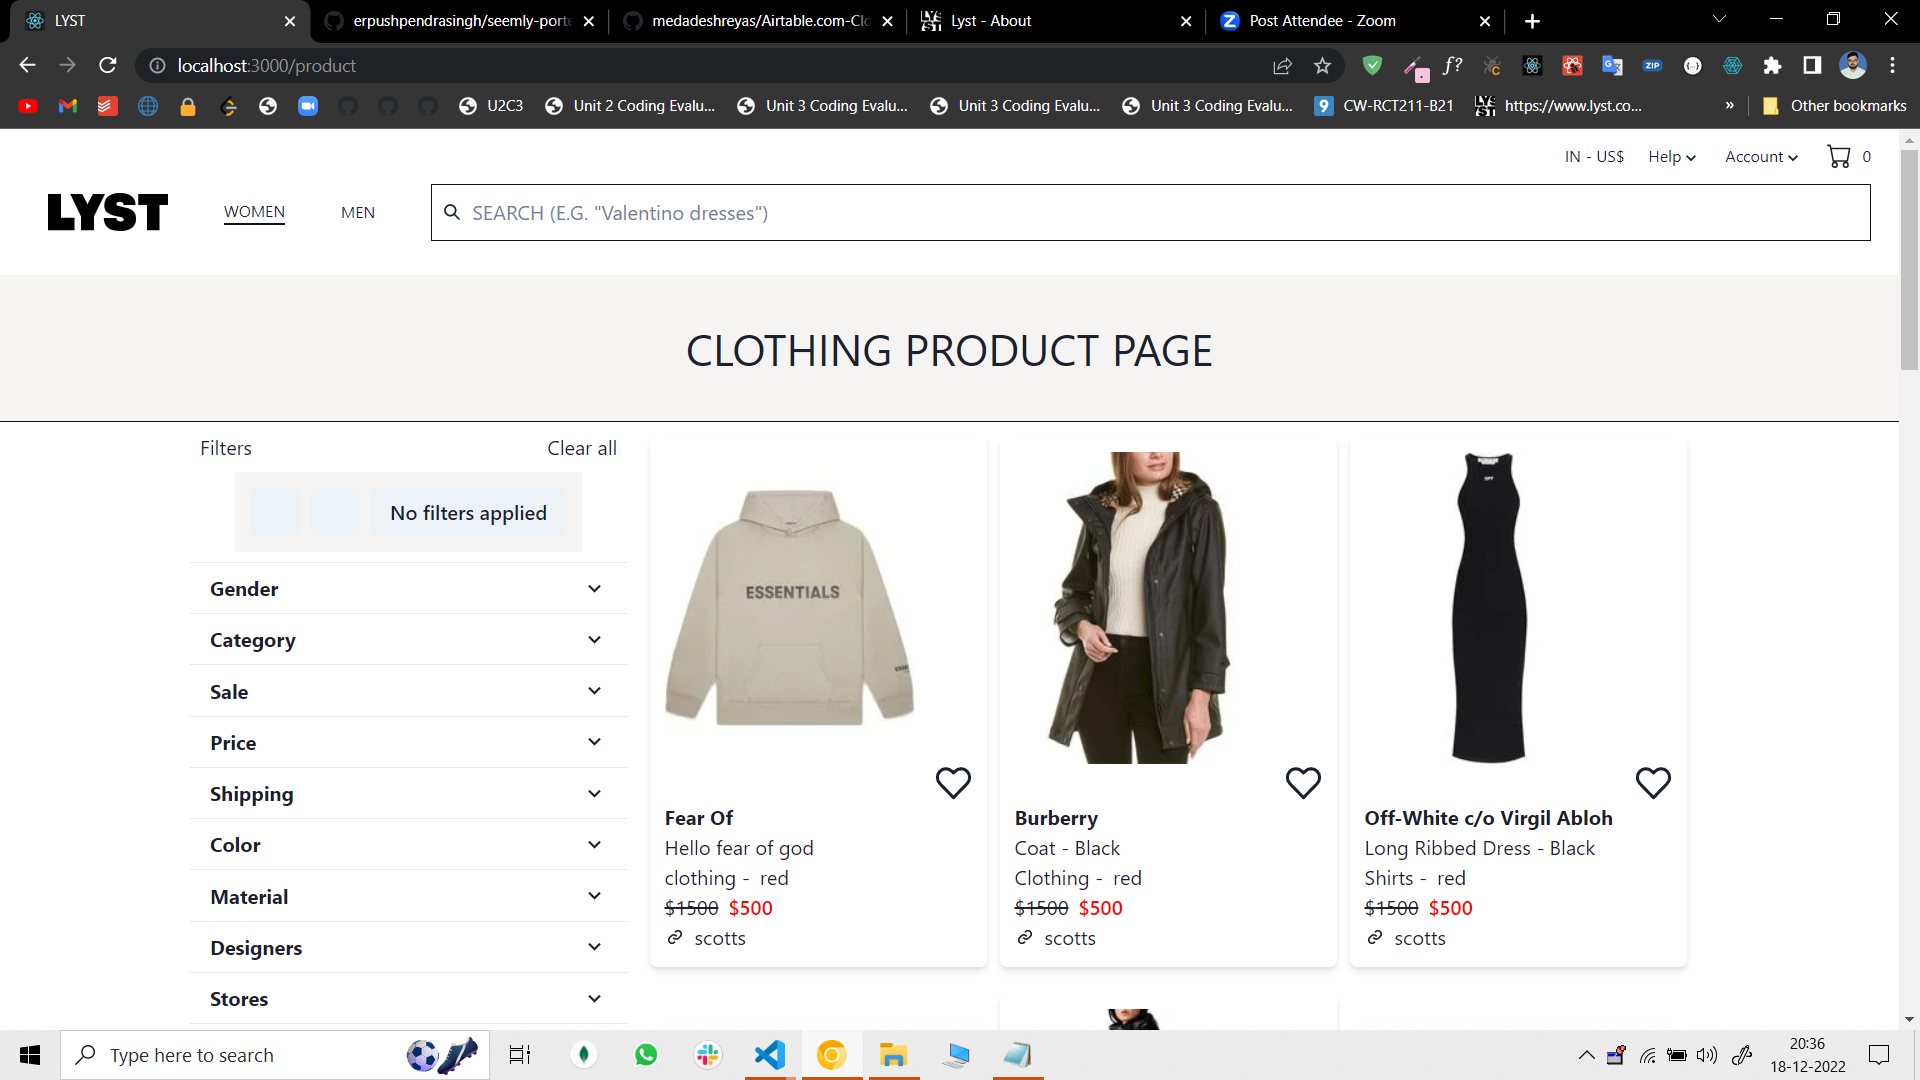 LYST
erpushpendrasingh/seemly-porte
medadeshreyas/Airtable.com-Clo
Lyst - About
Post Attendee - Zoom
localhost:3000/product
U2C3
Unit 2 Coding Evalu...
Unit 3 Coding Evalu...
Unit 3 Coding Evalu...
Unit 3 Coding Evalu...
CW-RCT211-B21
https://www.lyst.co...
»
Other bookmarks
IN - US$
Help
Account
0
LYST
WOMEN
MEN
SEARCH (E.G. "Valentino dresses")
CLOTHING PRODUCT PAGE
Filters
Clear all
No filters applied
Gender
Category
Sale
Price
Shipping
Color
Material
Designers
Stores
ESSENTIALS
Fear Of
Hello fear of god
clothing - red
$1500 $500
scotts
Burberry
Coat - Black
Clothing - red
$1500 $500
scotts
OFF
Off-White c/o Virgil Abloh
Long Ribbed Dress - Black
Shirts - red
$1500 $500
scotts
Type here to search
20:36
18-12-2022